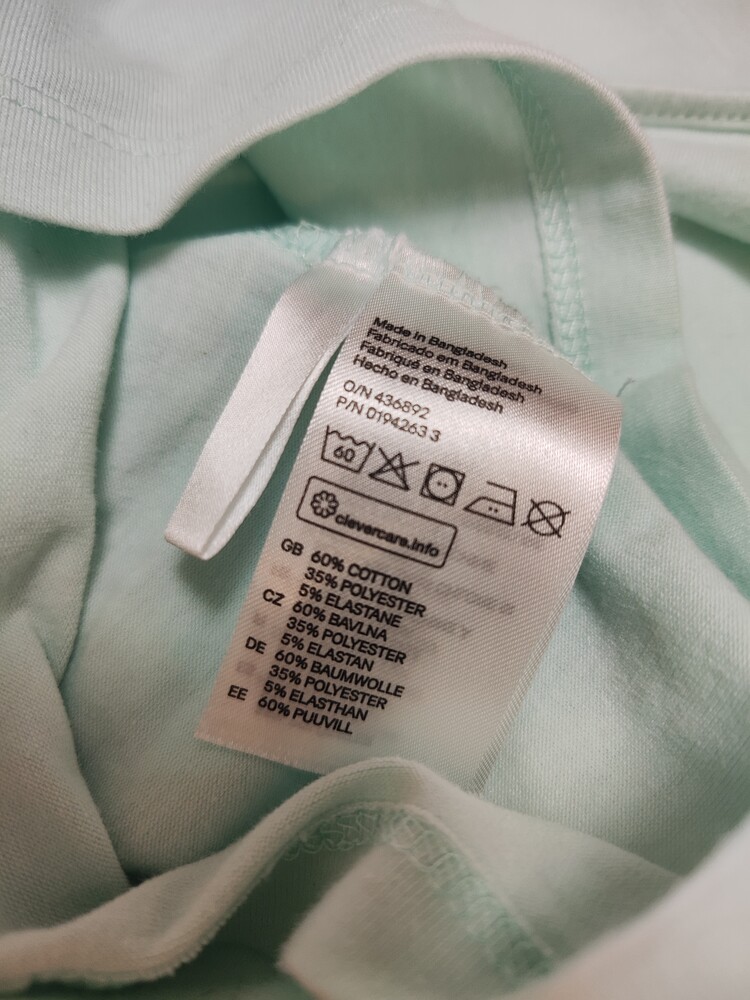 Made in Bangladesh
Fabricado em Bangladesh
Fabriqué en Bangladesh
Hecho en Bangladesh
O/N 436892
P/N 0194263 3
60
clevercare.info
GB 60% COTTON
35% POLYESTER
5% ELASTANE
CZ 60% BAVLNA
35% POLYESTER
5% ELASTAN
DE 60% BAUMWOLLE
35% POLYESTER
5% ELASTHAN
EE 60% PUUVILL